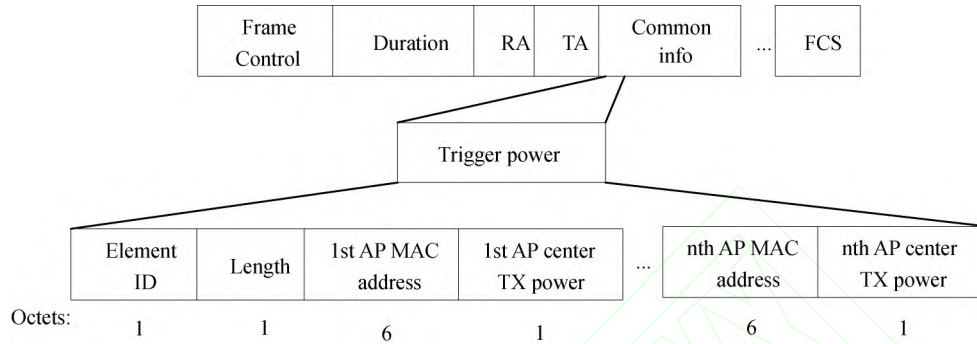 Frame Control
Duration
RA
TA
Common info
...
FCS
Trigger power
Element ID
Length
1st AP MAC address
1st AP center TX power
...
nth AP MAC address
nth AP center TX power
Octets:
1
1
6
1
6
1